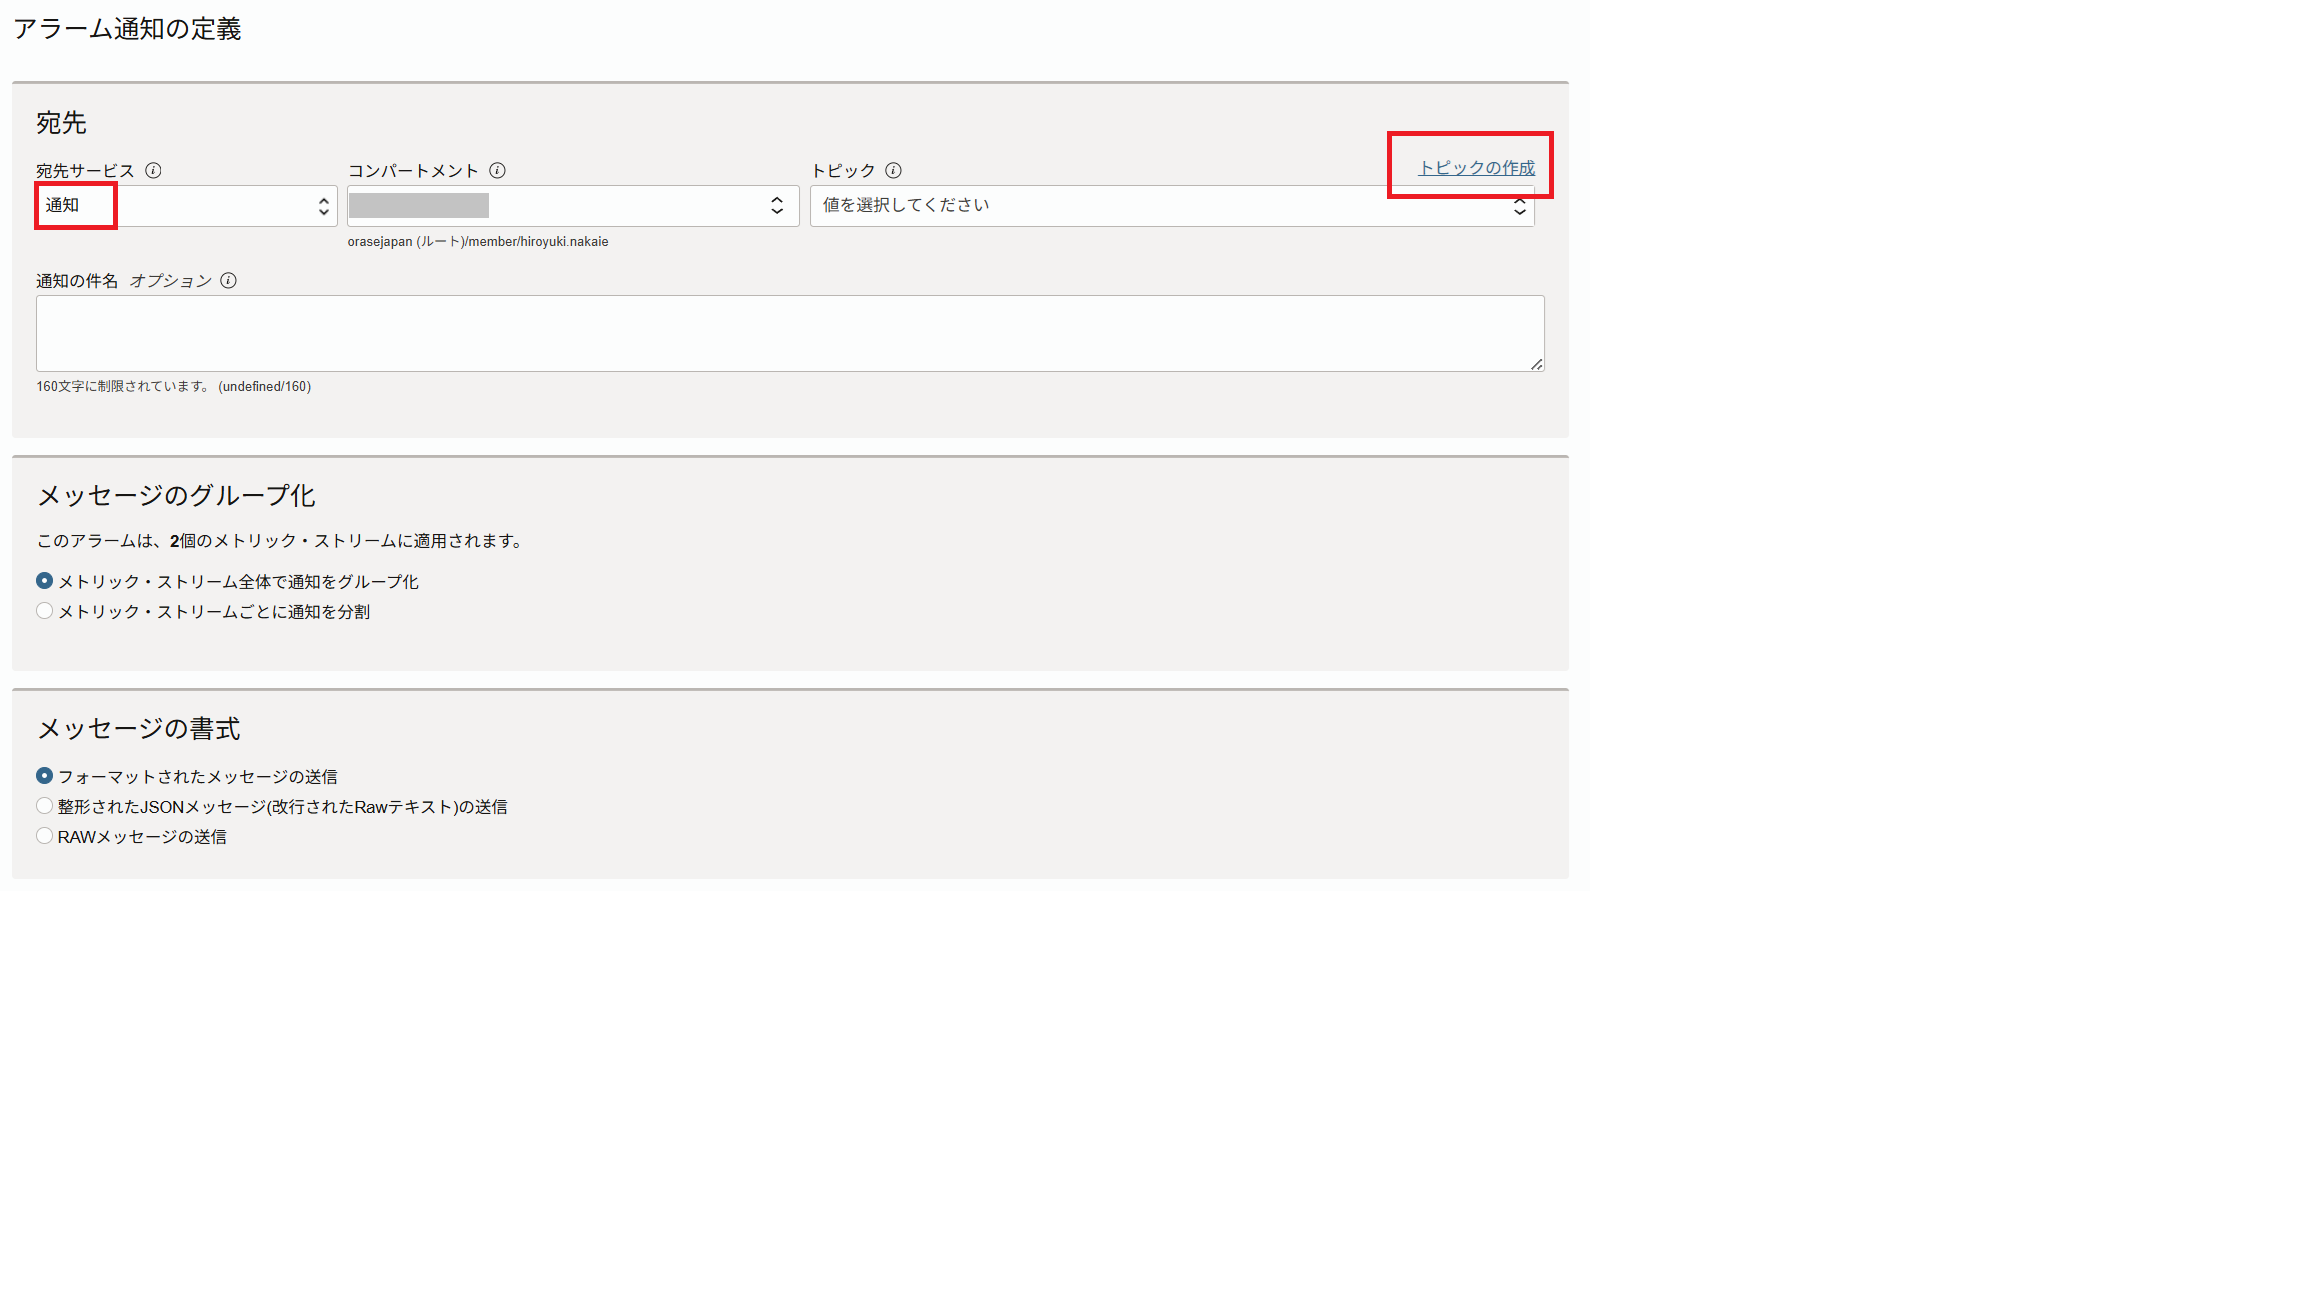 アラーム通知の定義
宛先
宛先サービス
コンパートメント
トピック
トピックの作成
通知
値を選択してください
orasejapan (ルート)/member/hiroyuki.nakaie
通知の件名 オプション
160文字に制限されています。 (undefined/160)
メッセージのグループ化
このアラームは、2個のメトリック・ストリームに適用されます。
メトリック・ストリーム全体で通知をグループ化
メトリック・ストリームごとに通知を分割
メッセージの書式
フォーマットされたメッセージの送信
整形されたJSONメッセージ(改行されたRawテキスト)の送信
RAWメッセージの送信